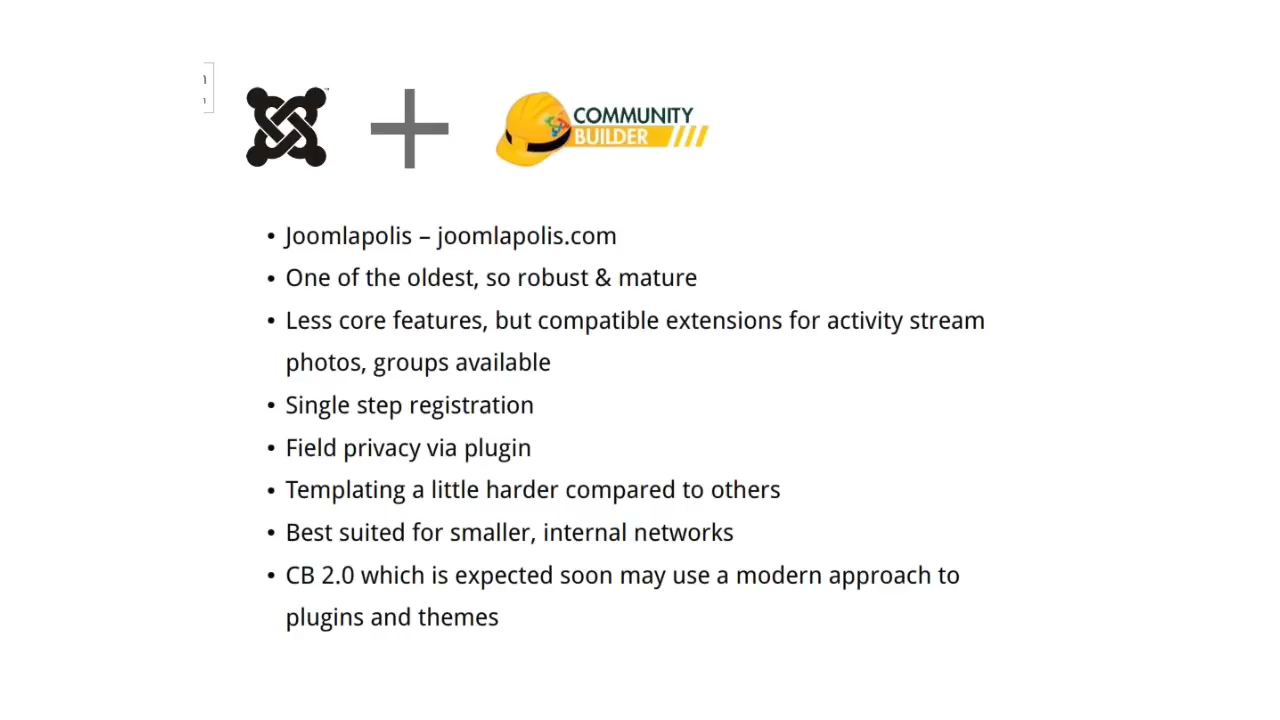 COMMUNITY
BUILDER
• Joomlapolis – joomlapolis.com
• One of the oldest, so robust & mature
• Less core features, but compatible extensions for activity stream
photos, groups available
• Single step registration
• Field privacy via plugin
• Templating a little harder compared to others
• Best suited for smaller, internal networks
• CB 2.0 which is expected soon may use a modern approach to
plugins and themes